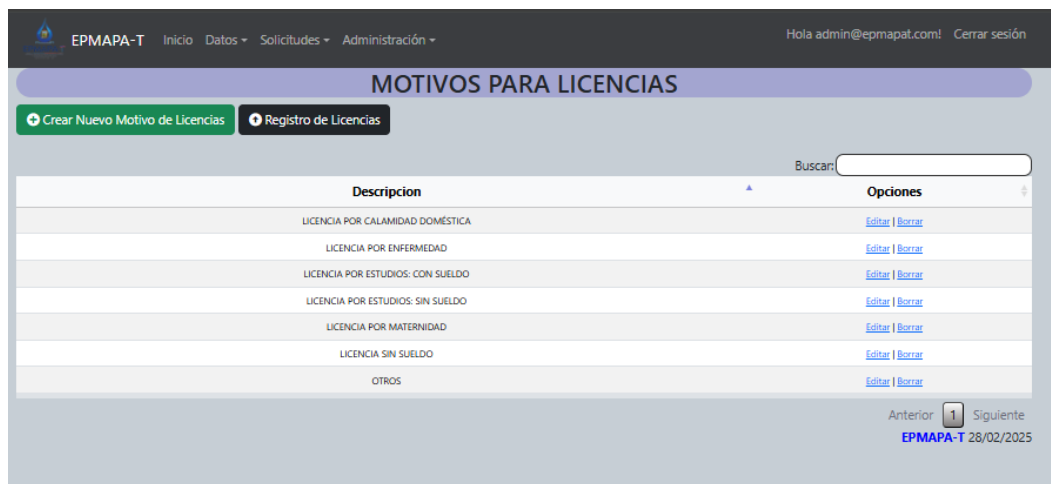 EPMAPA-T Inicio Datos Solicitudes Administración Hola admin@epmapat.com! Cerrar sesión
MOTIVOS PARA LICENCIAS
Crear Nuevo Motivo de Licencias Registro de Licencias
Buscar:
Descripcion Opciones
LICENCIA POR CALAMIDAD DOMÉSTICA Editar | Borrar
LICENCIA POR ENFERMEDAD Editar | Borrar
LICENCIA POR ESTUDIOS: CON SUELDO Editar | Borrar
LICENCIA POR ESTUDIOS: SIN SUELDO Editar | Borrar
LICENCIA POR MATERNIDAD Editar | Borrar
LICENCIA SIN SUELDO Editar | Borrar
OTROS Editar | Borrar
Anterior 1 Siguiente
EPMAPA-T 28/02/2025